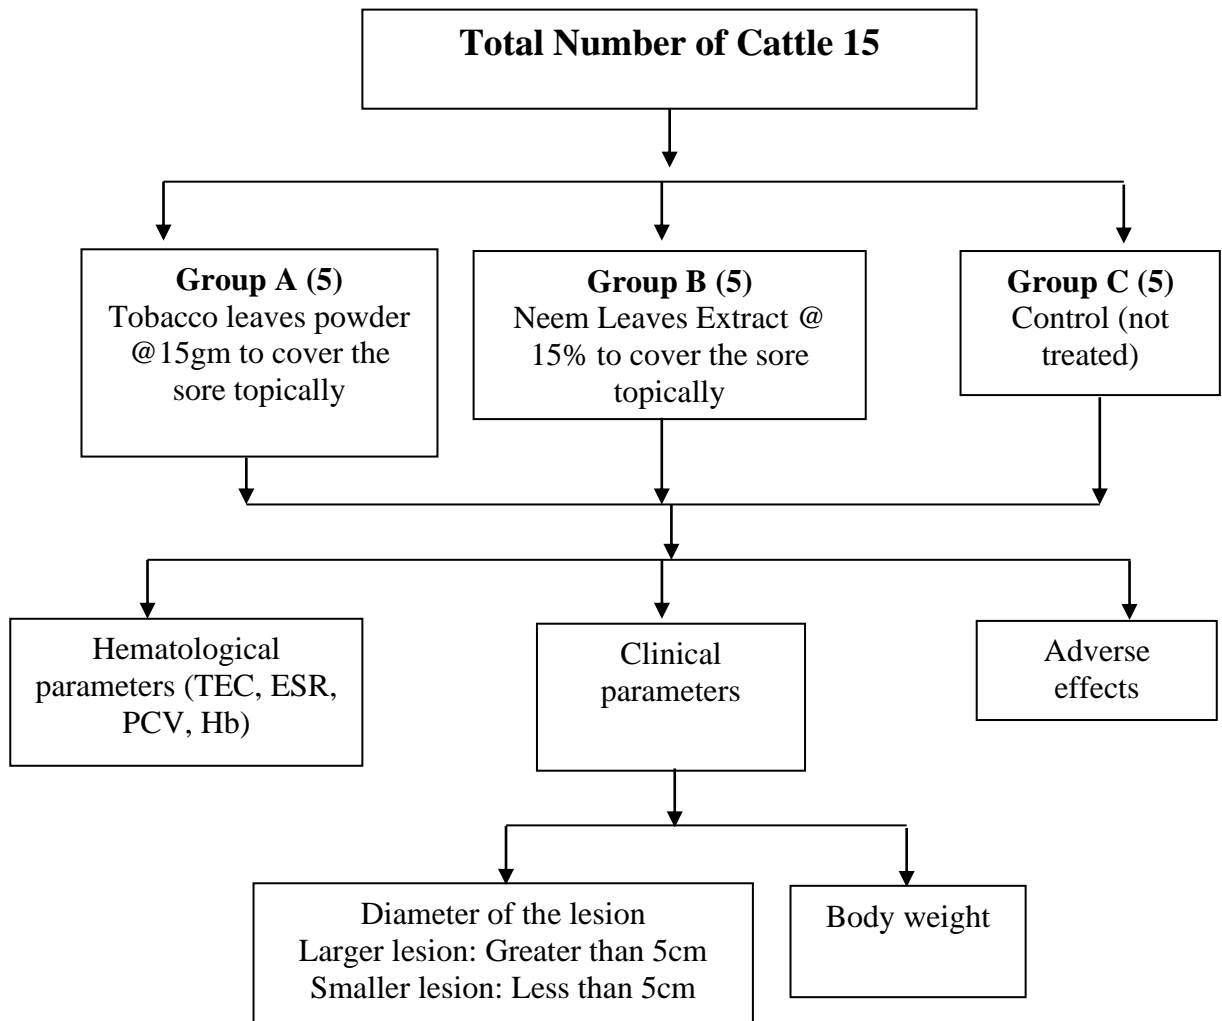 Total Number of Cattle 15
Group A (5)
Tobacco leaves powder
@15gm to cover the
sore topically
Group B (5)
Neem Leaves Extract @
15% to cover the sore
topically
Group C (5)
Control (not
treated)
Hematological
parameters (TEC, ESR,
PCV, Hb)
Clinical
parameters
Adverse
effects
Diameter of the lesion
Larger lesion: Greater than 5cm
Smaller lesion: Less than 5cm
Body weight